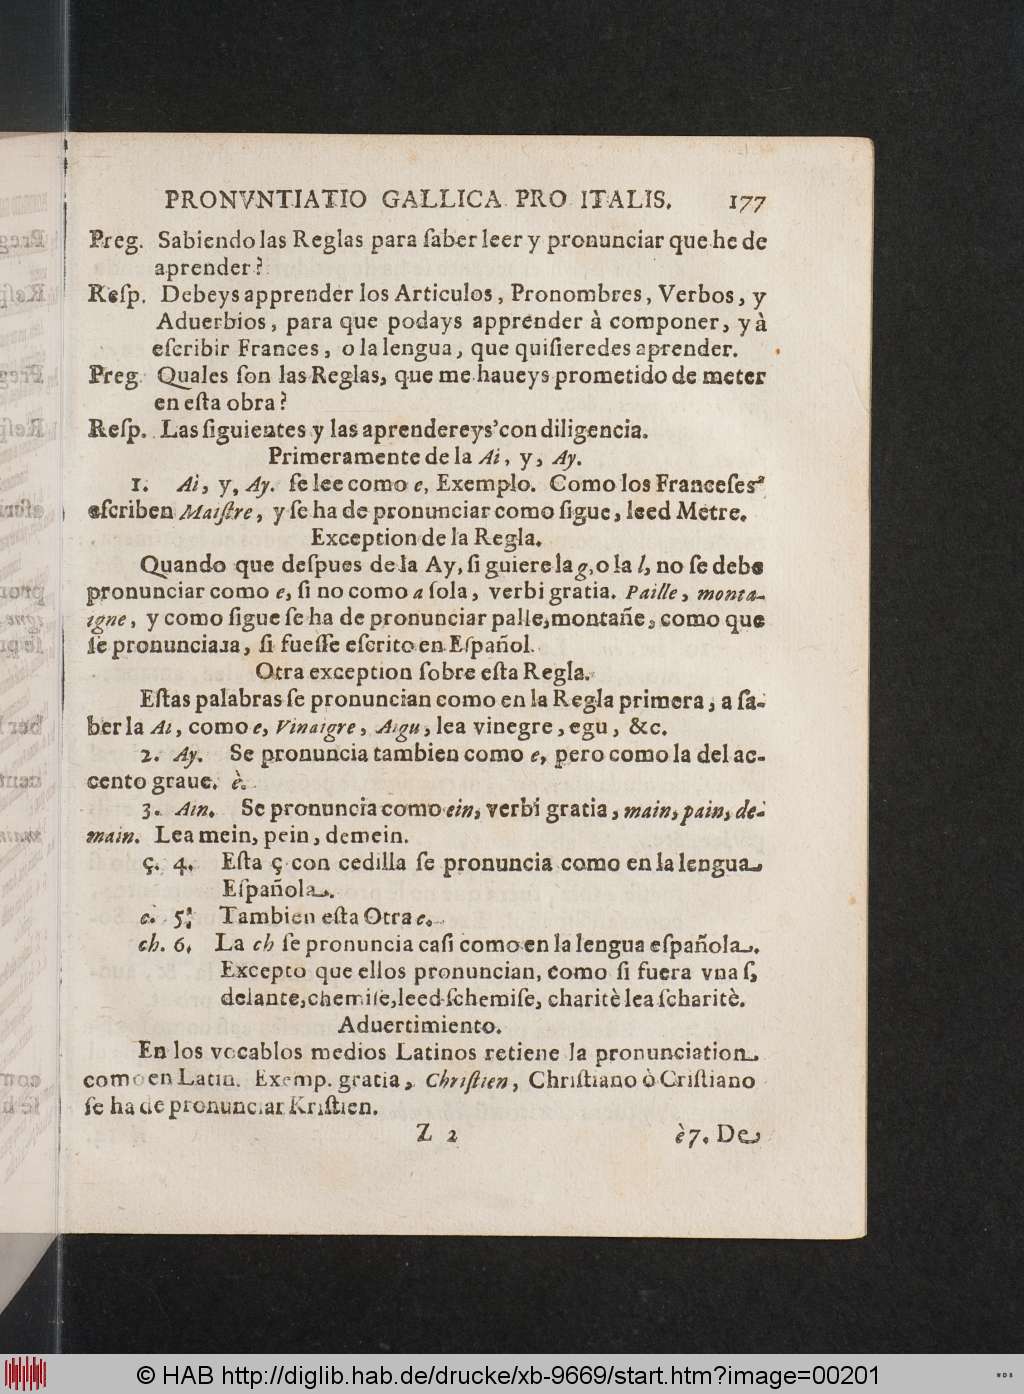 PRONVNTIATIO GALLICA PRO ITALIS. 177
Preg. Sabiendo las Reglas para ſaber leer y pronunciar que he de
aprender?
Reſp. Debeys apprender los Articulos, Pronombres, Verbos, y
Aduerbios, para que podays apprender à componer, y à
eſcribir Frances, o la lengua, que quiſieredes aprender.
Preg. Quales ſon las Reglas, que me haueys prometido de meter
en eſta obra?
Reſp. Las ſiguientes y las aprendereys con diligencia.
Primeramente de la Ai, y, Ay.
1. Ai, y, Ay. ſe lee como e, Exemplo. Como los Franceſes
eſcriben Maiſtre, y ſe ha de pronunciar como ſigue, leed Metre.
Exception de la Regla.
Quando que deſpues de la Ay, ſi guiere la g, o la l, no ſe debe
pronunciar como e, ſi no como a ſola, verbi gratia. Paille, monta-
igne, y como ſigue ſe ha de pronunciar palle, montañe, como que
ſe pronunciara, ſi fueſſe eſcrito en Eſpañol.
Otra exception ſobre eſta Regla.
Eſtas palabras ſe pronuncian como en la Regla primera, a ſa-
ber la Ai, como e, Vinaigre, Aigu, lea vinegre, egu, &c.
2. Ay. Se pronuncia tambien como e, pero como la del ac-
cento graue. è.
3. Ain. Se pronuncia como ein, verbi gratia, main, pain, de-
main. Lea mein, pein, demein.
ç. 4. Eſta ç con cedilla ſe pronuncia como en la lengua
Eſpañola.
c. 5. Tambien eſta Otra c.
ch. 6. La ch ſe pronuncia caſi como en la lengua eſpañola.
Excepto que ellos pronuncian, como ſi fuera vna ſ,
delante, chemiſe, leed ſchemiſe, charitè lea ſcharitè.
Aduertimiento.
En los vocablos medios Latinos retiene la pronunciation
como en Latin. Exemp. gratia, Chriſtien, Chriſtiano ò Criſtiano
ſe ha de pronunciar Kriſtien.
Z 2 è 7. De
© HAB http://diglib.hab.de/drucke/xb-9669/start.htm?image=00201